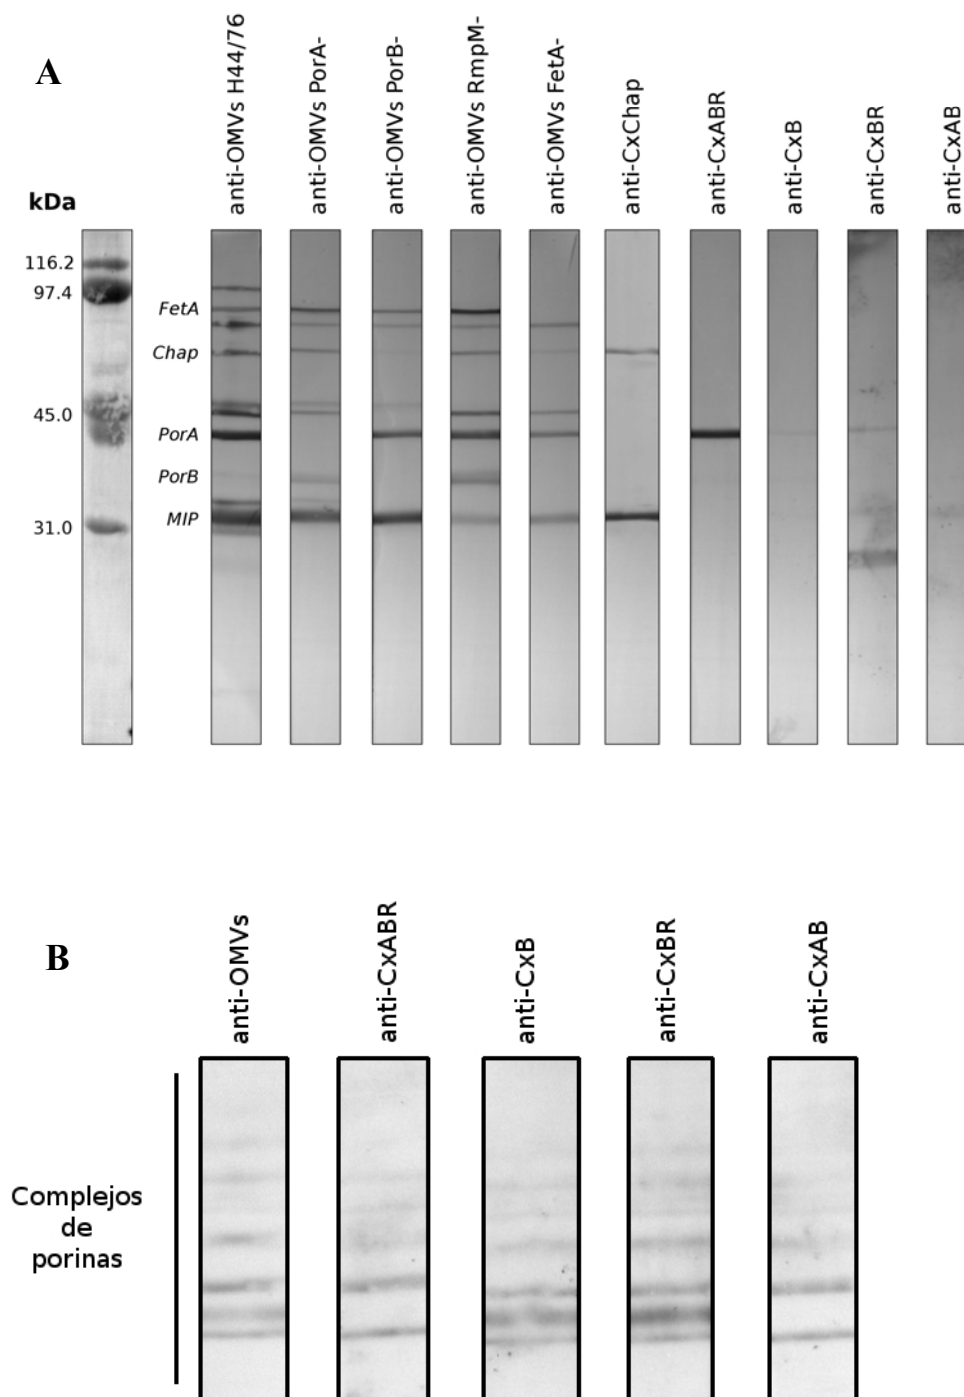 A
anti-OMVs H44/76
anti-OMVs PorA-
anti-OMVs PorB-
anti-OMVs RmpM-
anti-OMVs FetA-
anti-CxChap
anti-CxABR
anti-CxB
anti-CxBR
anti-CxAB
kDa
116.2
97.4
45.0
31.0
FetA
Chap
PorA
PorB
MIP
B
anti-OMVs
anti-CxABR
anti-CxB
anti-CxBR
anti-CxAB
Complejos
de
porinas